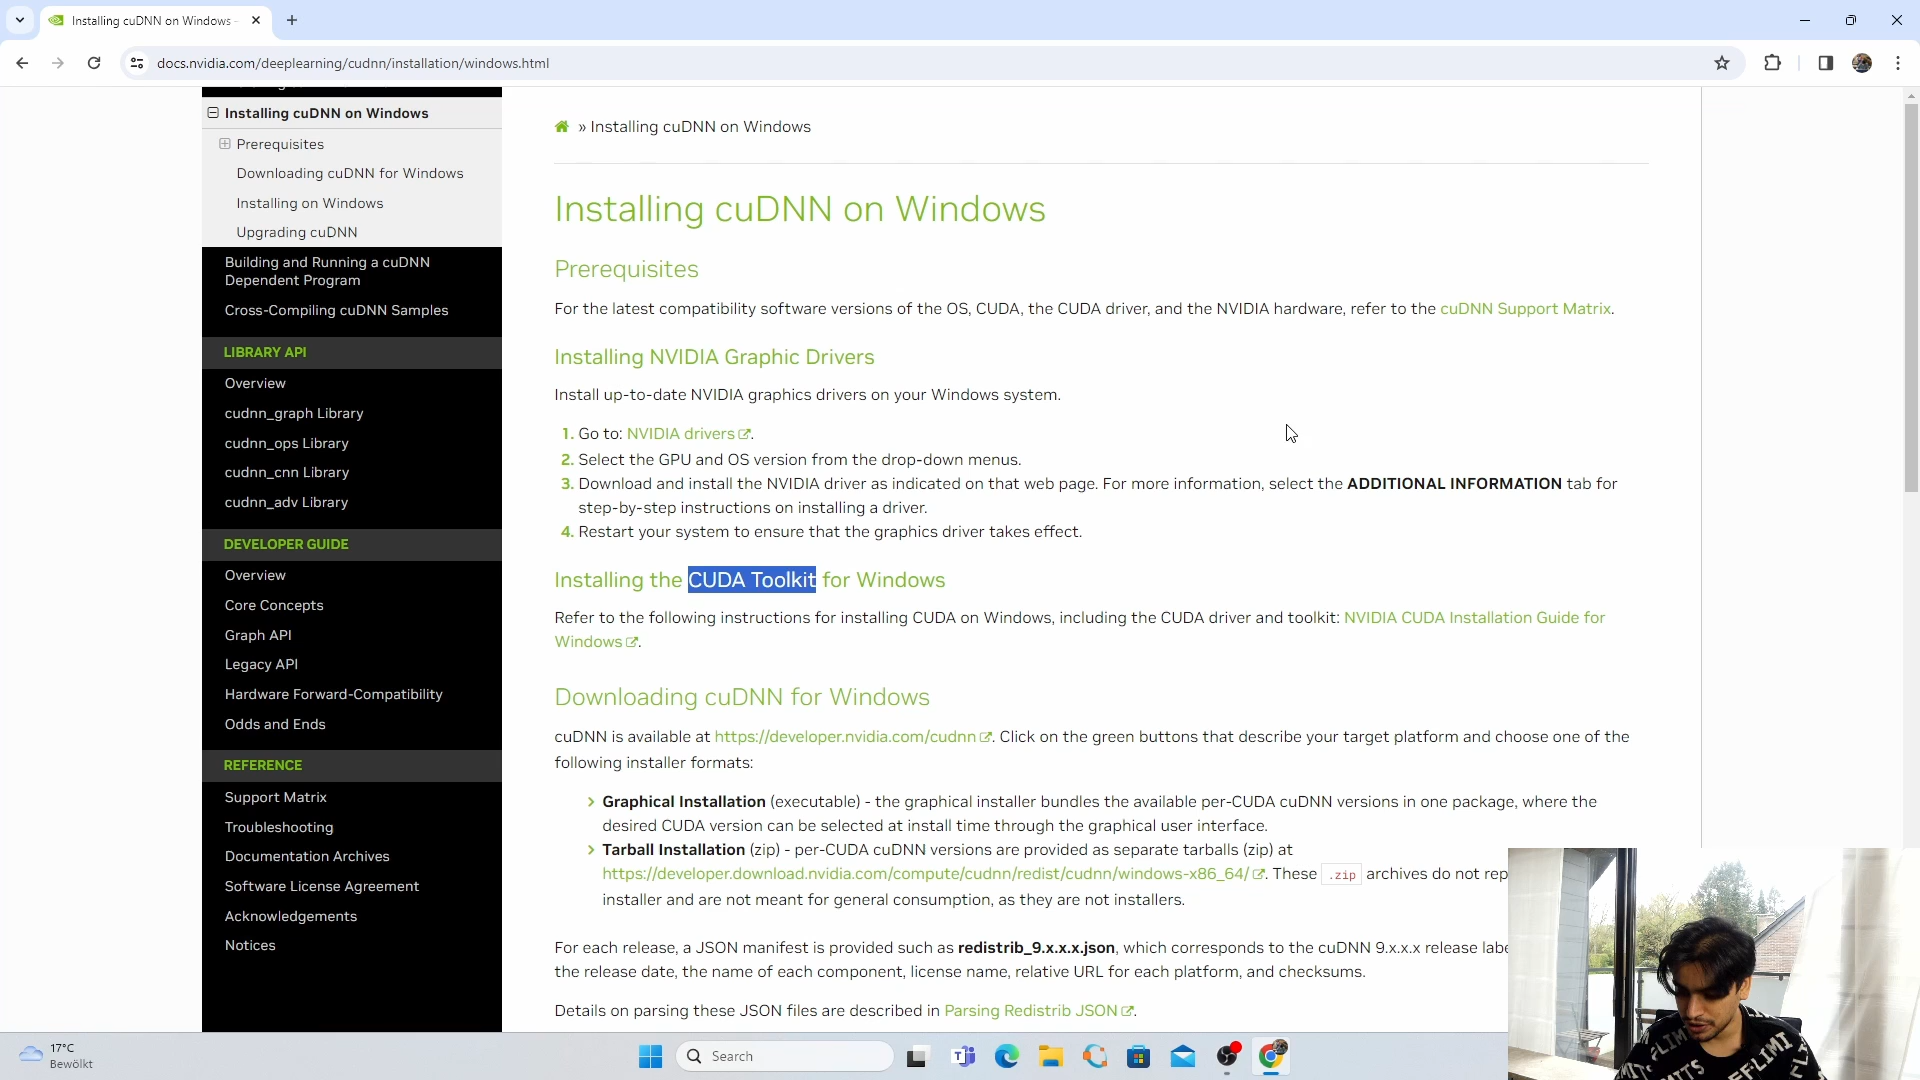 Installing cuDNN on Windows -
docs.nvidia.com/deeplearning/cudnn/installation/windows.html
Installing cuDNN on Windows
Prerequisites
Downloading cuDNN for Windows
Installing on Windows
Upgrading cuDNN
Building and Running a cuDNN
Dependent Program
Cross-Compiling cuDNN Samples
LIBRARY API
Overview
cudnn_graph Library
cudnn_ops Library
cudnn_cnn Library
cudnn_adv Library
DEVELOPER GUIDE
Overview
Core Concepts
Graph API
Legacy API
Hardware Forward-Compatibility
Odds and Ends
REFERENCE
Support Matrix
Troubleshooting
Documentation Archives
Software License Agreement
Acknowledgements
Notices
» Installing cuDNN on Windows
Installing cuDNN on Windows
Prerequisites
For the latest compatibility software versions of the OS, CUDA, the CUDA driver, and the NVIDIA hardware, refer to the cuDNN Support Matrix.
Installing NVIDIA Graphic Drivers
Install up-to-date NVIDIA graphics drivers on your Windows system.
1. Go to: NVIDIA drivers.
2. Select the GPU and OS version from the drop-down menus.
3. Download and install the NVIDIA driver as indicated on that web page. For more information, select the ADDITIONAL INFORMATION tab for
step-by-step instructions on installing a driver.
4. Restart your system to ensure that the graphics driver takes effect.
Installing the CUDA Toolkit for Windows
Refer to the following instructions for installing CUDA on Windows, including the CUDA driver and toolkit: NVIDIA CUDA Installation Guide for
Windows.
Downloading cuDNN for Windows
cuDNN is available at https://developer.nvidia.com/cudnn. Click on the green buttons that describe your target platform and choose one of the
following installer formats:
Graphical Installation (executable) - the graphical installer bundles the available per-CUDA cuDNN versions in one package, where the
desired CUDA version can be selected at install time through the graphical user interface.
Tarball Installation (zip) - per-CUDA cuDNN versions are provided as separate tarballs (zip) at
https://developer.download.nvidia.com/compute/cudnn/redist/cudnn/windows-x86_64/. These .zip archives do not rep
installer and are not meant for general consumption, as they are not installers.
For each release, a JSON manifest is provided such as redistrib_9.x.x.x.json, which corresponds to the cuDNN 9.x.x.x release labe
the release date, the name of each component, license name, relative URL for each platform, and checksums.
Details on parsing these JSON files are described in Parsing Redistrib JSON.
17°C
Bewölkt
Search